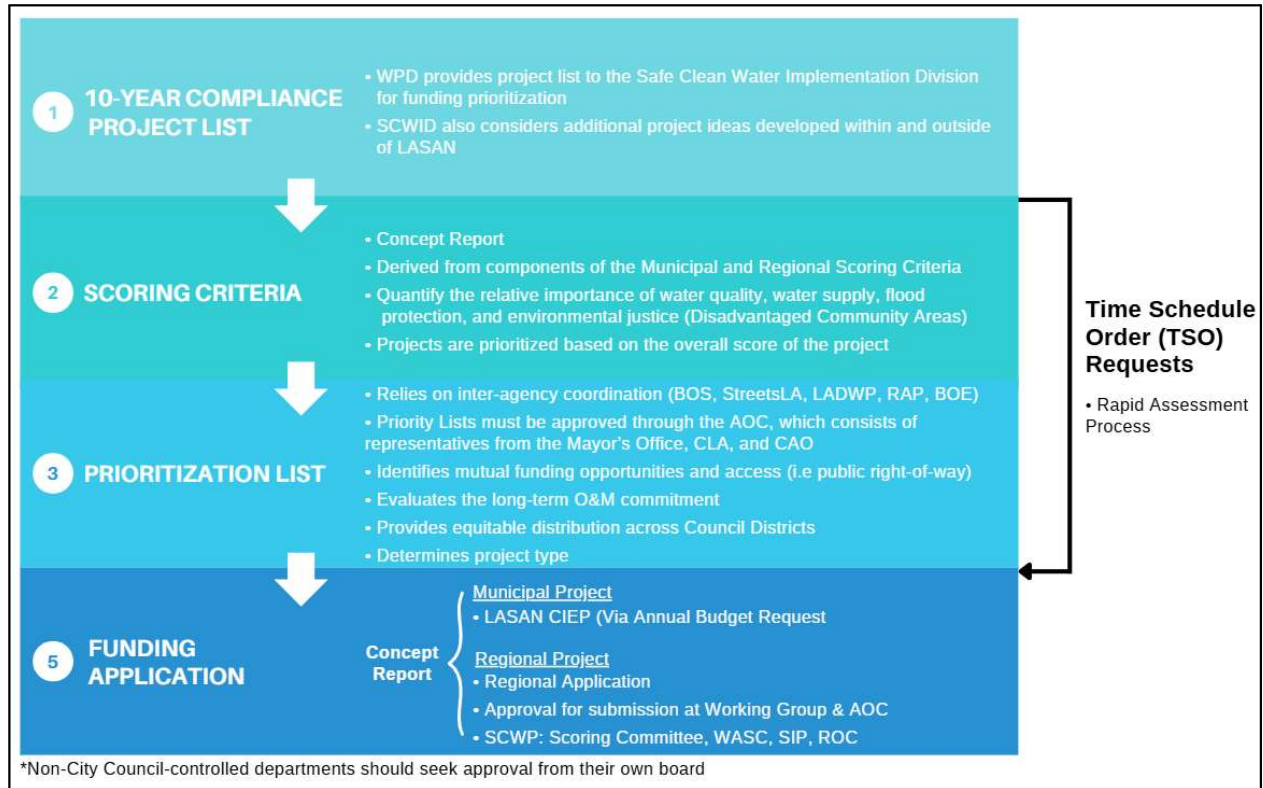 1
10-YEAR COMPLIANCE
PROJECT LIST
• WPD provides project list to the Safe Clean Water Implementation Division
for funding prioritization
• SCWID also considers additional project ideas developed within and outside
of LASAN
2
SCORING CRITERIA
• Concept Report
• Derived from components of the Municipal and Regional Scoring Criteria
• Quantify the relative importance of water quality, water supply, flood
protection, and environmental justice (Disadvantaged Community Areas)
• Projects are prioritized based on the overall score of the project
3
PRIORITIZATION LIST
• Relies on inter-agency coordination (BOS, StreetsLA, LADWP, RAP, BOE)
• Priority Lists must be approved through the AOC, which consists of
representatives from the Mayor's Office, CLA, and CAO
• Identifies mutual funding opportunities and access (i.e public right-of-way)
• Evaluates the long-term O&M commitment
• Provides equitable distribution across Council Districts
• Determines project type
5
FUNDING
APPLICATION
Concept
Report
Municipal Project
• LASAN CIEP (Via Annual Budget Request
Regional Project
• Regional Application
• Approval for submission at Working Group & AOC
• SCWP: Scoring Committee, WASC, SIP, ROC
Time Schedule
Order (TSO)
Requests
• Rapid Assessment
Process
*Non-City Council-controlled departments should seek approval from their own board